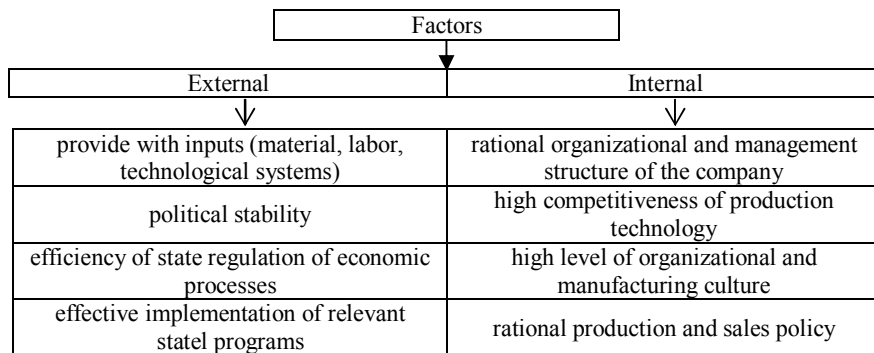 Factors
External
Internal
provide with inputs (material, labor,
technological systems)
rational organizational and management
structure of the company
political stability
high competitiveness of production
technology
efficiency of state regulation of economic
processes
high level of organizational and
manufacturing culture
effective implementation of relevant
statel programs
rational production and sales policy